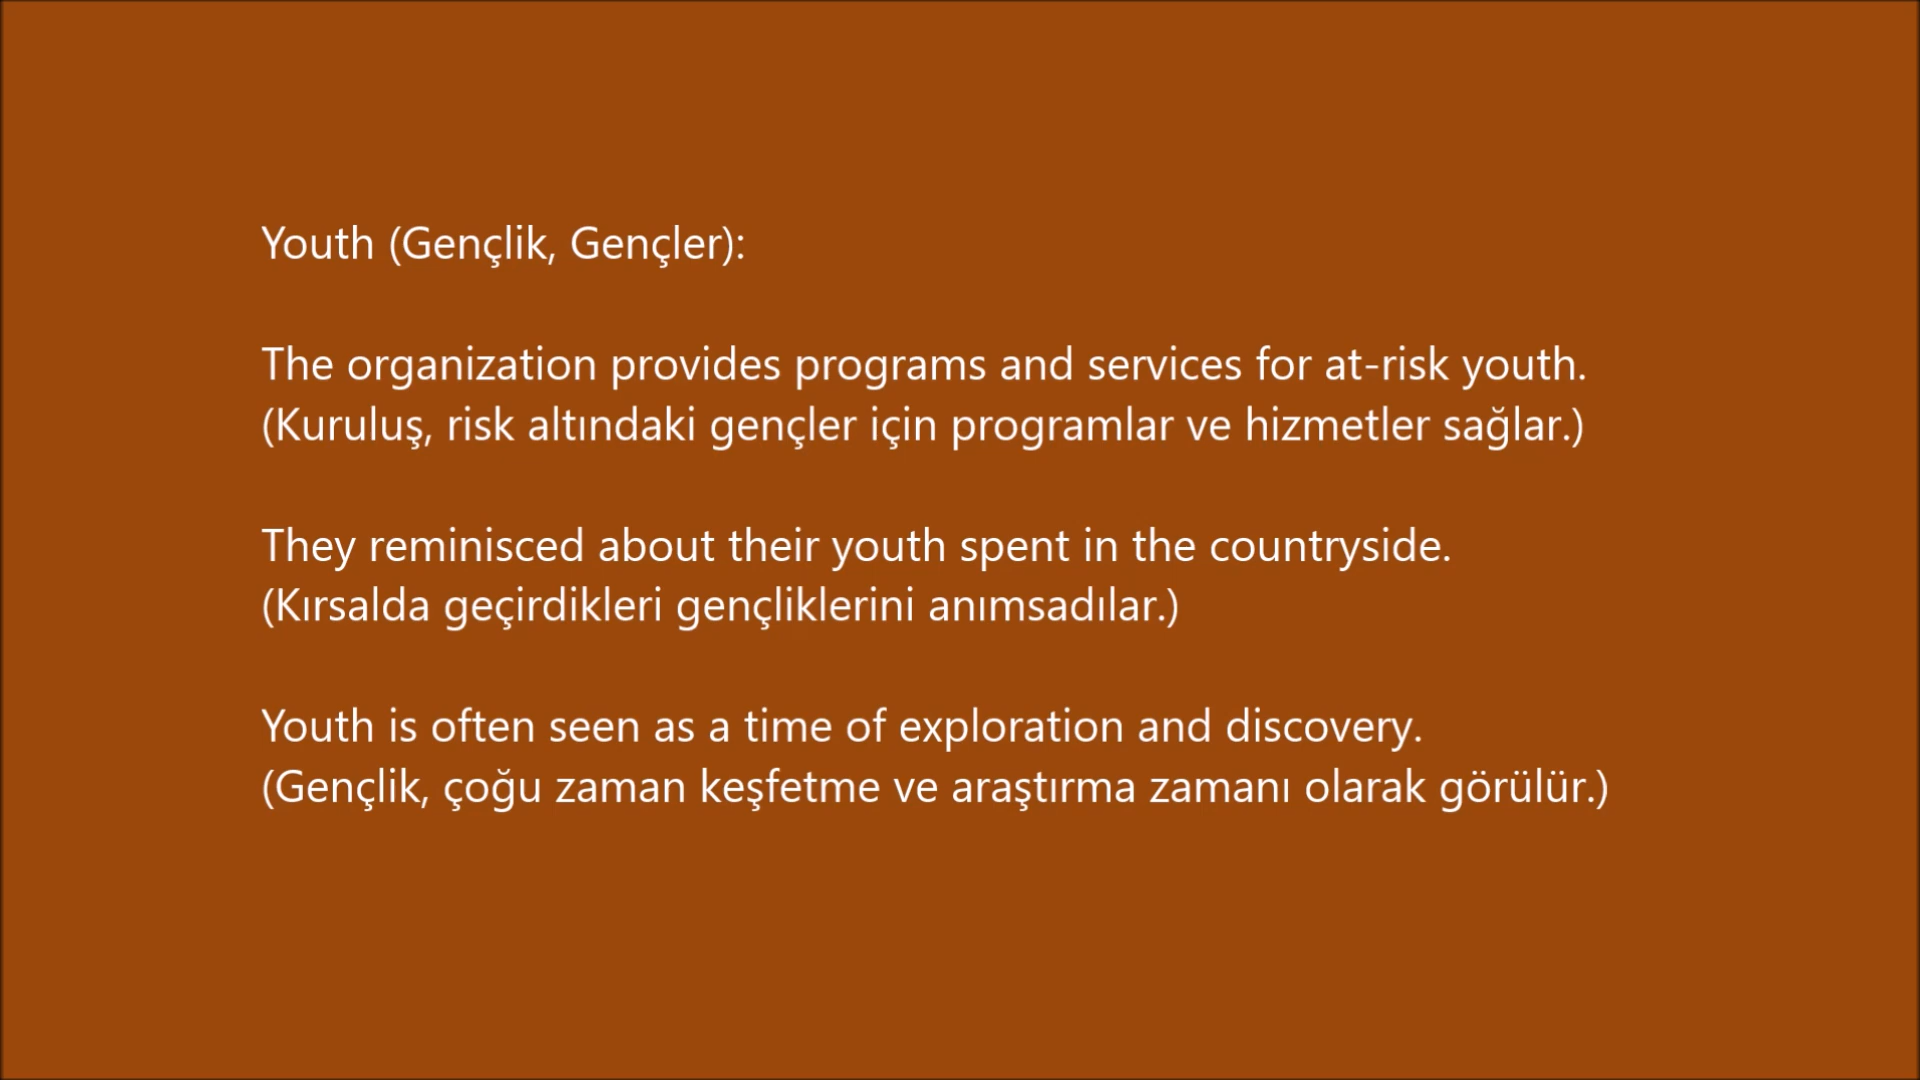 Youth (Gençlik, Gençler):
The organization provides programs and services for at-risk youth.
(Kuruluş, risk altındaki gençler için programlar ve hizmetler sağlar.)
They reminisced about their youth spent in the countryside.
(Kırsalda geçirdikleri gençliklerini anımsadılar.)
Youth is often seen as a time of exploration and discovery.
(Gençlik, çoğu zaman keşfetme ve araştırma zamanı olarak görülür.)